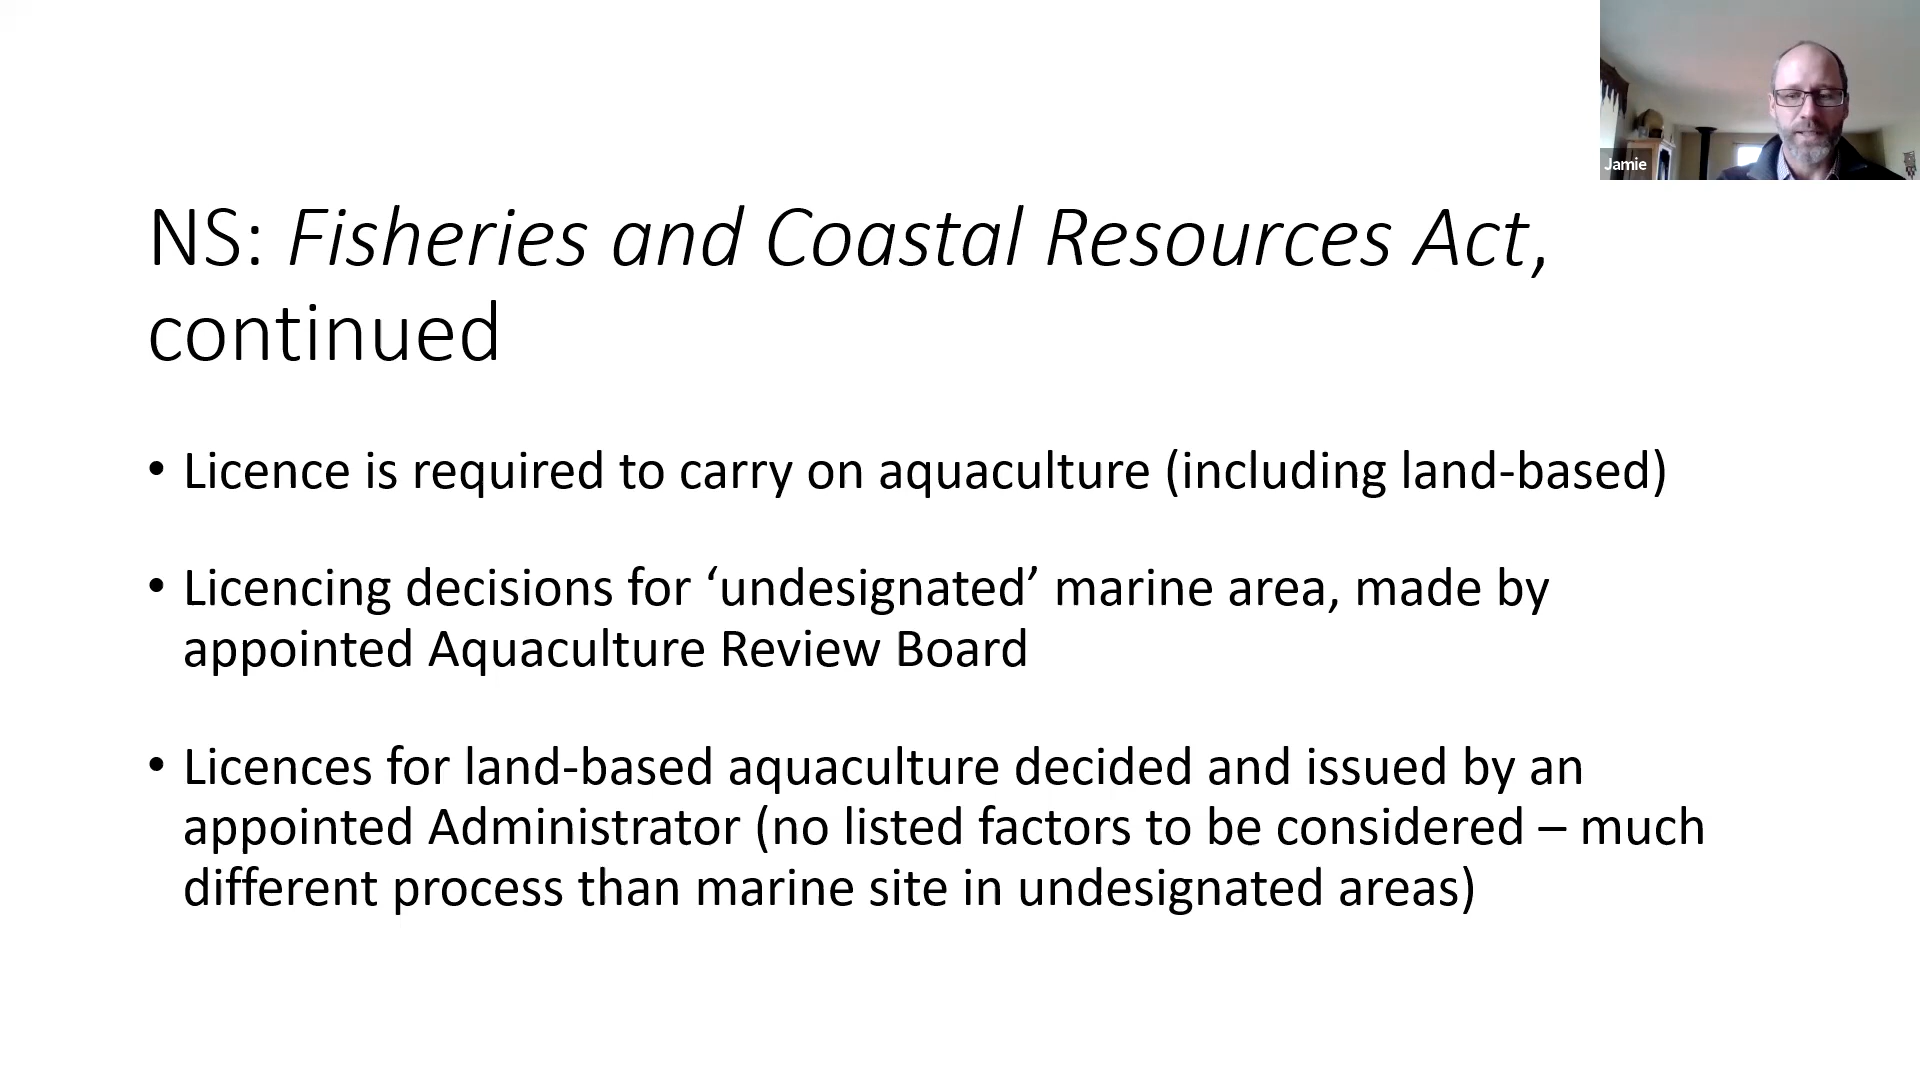 Jamie
NS: Fisheries and Coastal Resources Act,
continued
• Licence is required to carry on aquaculture (including land-based)
• Licencing decisions for ‘undesignated’ marine area, made by
appointed Aquaculture Review Board
• Licences for land-based aquaculture decided and issued by an
appointed Administrator (no listed factors to be considered – much
different process than marine site in undesignated areas)